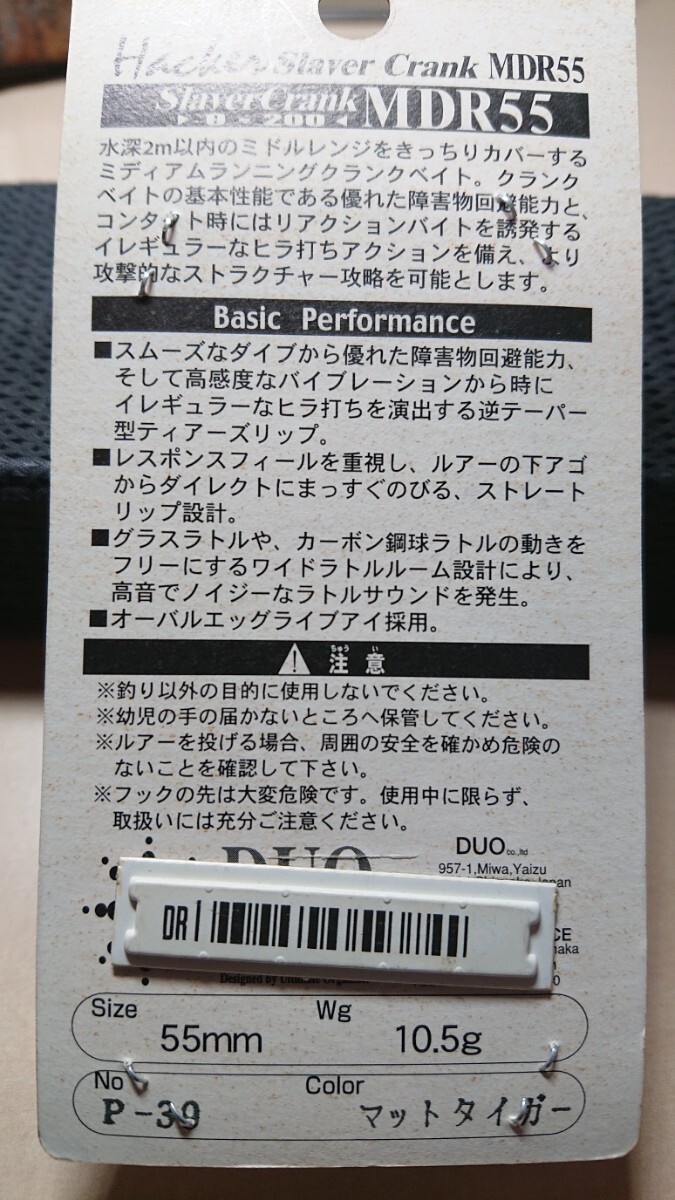 Hacker Slaver Crank MDR55
Slaver Crank MDR55
0-200
水深2m以内のミドルレンジをきっちりカバーする
ミディアムランニングクランクベイト。クランク
ベイトの基本性能である優れた障害物回避能力と、
コンタクト時にはリアクションバイトを誘発する
イレギュラーなヒラ打ちアクションを備え、より
攻撃的なストラクチャー攻略を可能とします。
Basic Performance
■スムーズなダイブから優れた障害物回避能力、
そして高感度なバイブレーションから時に
イレギュラーなヒラ打ちを演出する逆テーパー
型ティアーズリップ。
■レスポンスフィールを重視し、ルアーの下アゴ
からダイレクトにまっすぐのびる、ストレート
リップ設計。
■グラスラトルや、カーボン鋼球ラトルの動きを
フリーにするワイドラトルルーム設計により、
高音でノイジーなラトルサウンドを発生。
■オーバルエッグライブアイ採用。
ちゅう い
注意
※釣り以外の目的に使用しないでください。
※幼児の手の届かないところへ保管してください。
※ルアーを投げる場合、周囲の安全を確かめ危険の
ないことを確認して下さい。
※フックの先は大変危険です。使用中に限らず、
取扱いには充分ご注意ください。
DUO
DUO co.,ltd
957-1,Miwa,Yaizu
DR1
Designed by
Size 55mm Wg 10.5g
No P-39 Color マットタイガー